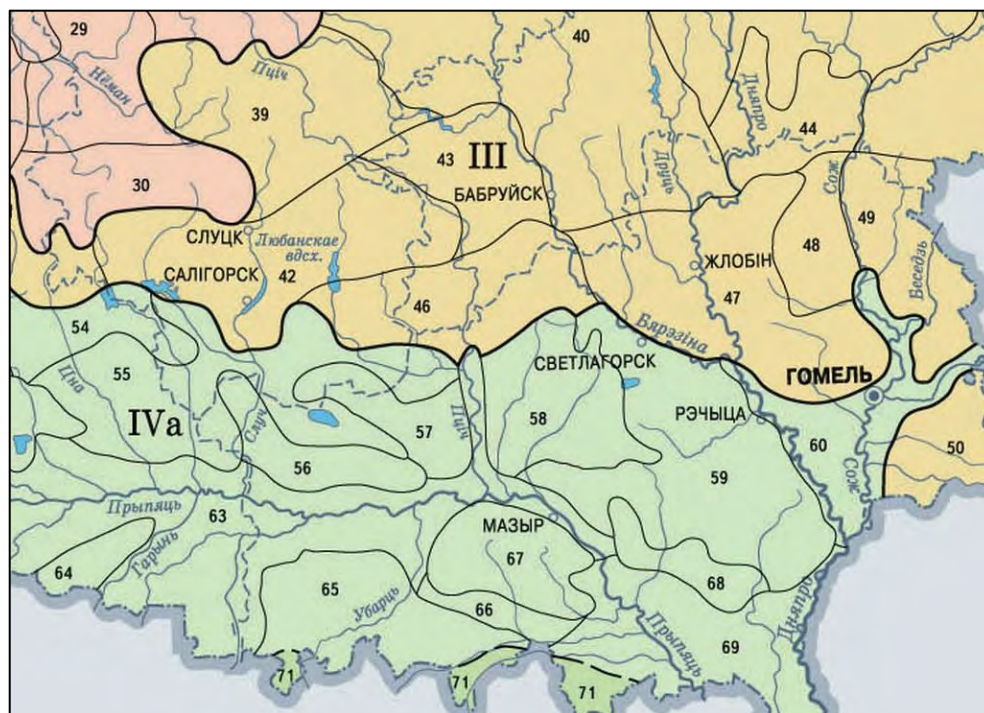 29
40
Пціч
Нёман
39
Дняпро
44
43
III
Друць
30
БАБРУЙСК
Сож
49
СЛУЦК
Любанскае
вдсх.
48
ЖЛОБІН
Беседзь
САЛІГОРСК
42
46
47
54
Бярэзіна
СВЕТЛАГОРСК
55
Цна
ГОМЕЛЬ
РЭЧЫЦА
IVа
Случ
Пціч
57
58
60
50
56
59
Сож
Прыпяць
63
МАЗЫР
Гарынь
67
64
65
68
Убарць
66
Прыпяць
Дняпро
69
71
71
71